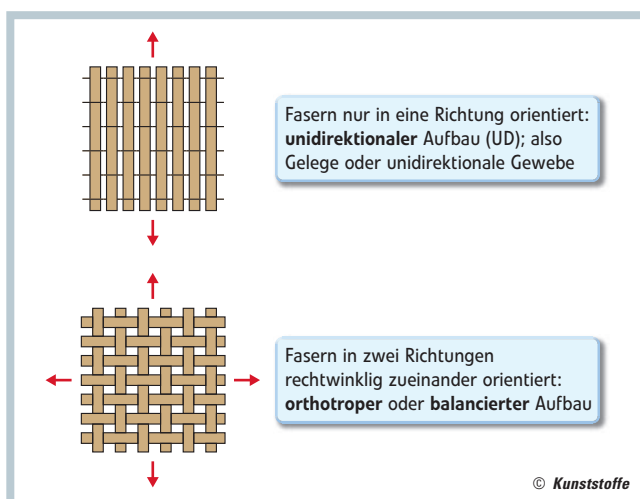 Fasern nur in eine Richtung orientiert:
unidirektionaler Aufbau (UD); also
Gelege oder unidirektionale Gewebe
Fasern in zwei Richtungen
rechtwinklig zueinander orientiert:
orthotroper oder balancierter Aufbau
© Kunststoffe